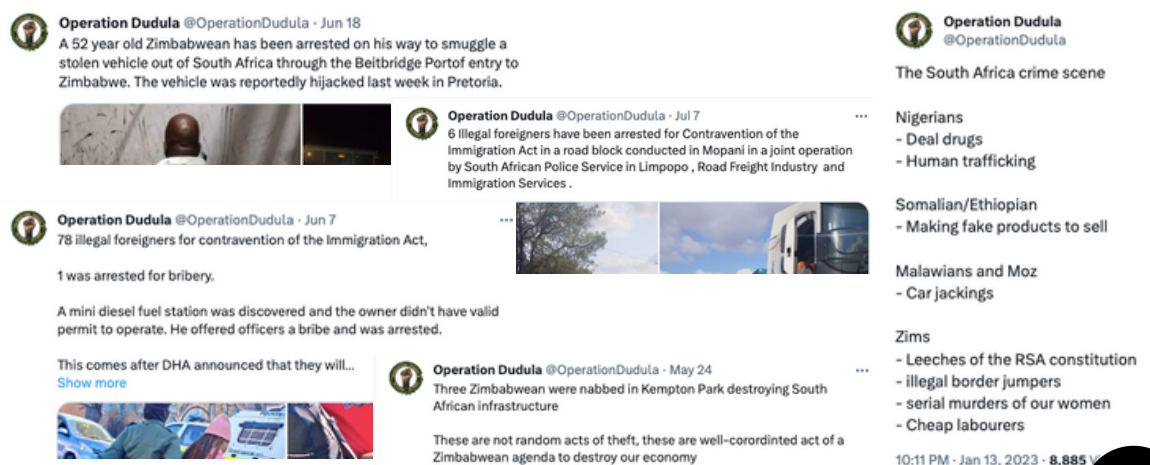 Operation Dudula @OperationDudula · Jun 18
A 52 year old Zimbabwean has been arrested on his way to smuggle a
stolen vehicle out of South Africa through the Beitbridge Portof entry to
Zimbabwe. The vehicle was reportedly hijacked last week in Pretoria.
Operation Dudula @OperationDudula · Jul 7
6 Illegal foreigners have been arrested for Contravention of the
Immigration Act in a road block conducted in Mopani in a joint operation
by South African Police Service in Limpopo , Road Freight Industry and
Immigration Services .
Operation Dudula @OperationDudula · Jun 7
78 illegal foreigners for contravention of the Immigration Act,
1 was arrested for bribery.
A mini diesel fuel station was discovered and the owner didn't have valid
permit to operate. He offered officers a bribe and was arrested.
This comes after DHA announced that they will...
Show more
Operation Dudula @OperationDudula · May 24
Three Zimbabwean were nabbed in Kempton Park destroying South
African infrastructure
These are not random acts of theft, these are well-corordinted act of a
Zimbabwean agenda to destroy our economy
Operation Dudula
@OperationDudula
The South Africa crime scene
Nigerians
- Deal drugs
- Human trafficking
Somalian/Ethiopian
- Making fake products to sell
Malawians and Moz
- Car jackings
Zims
- Leeches of the RSA constitution
- illegal border jumpers
- serial murders of our women
- Cheap labourers
10:11 PM · Jan 13, 2023 · 8,885